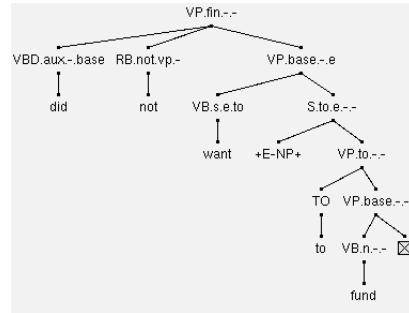 VP.fin.-.-
VBD.aux.-.base RB.not.vp.- VP.base.-.e
did not VB.s.e.to S.to.e.-.-
want +E-NP+ VP.to.-.-
TO VP.base.-.-
to VB.n.-.-
fund